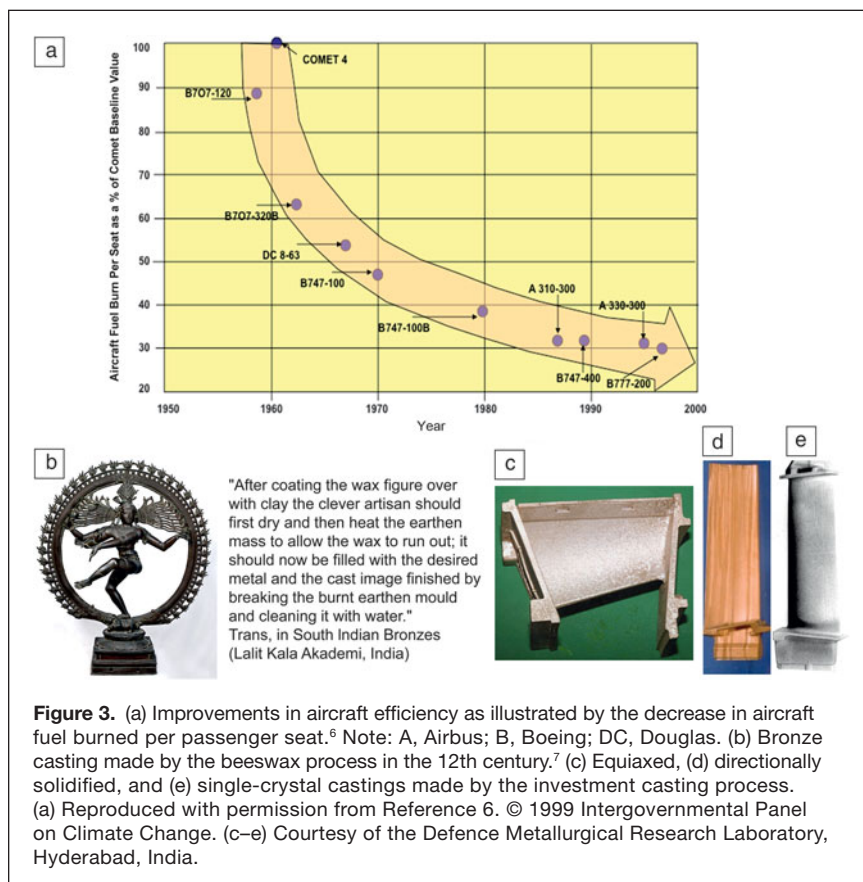 a
100
90
80
70
60
50
40
30
20
Aircraft Fuel Burn Per Seat as a % of Comet Baseline Value
COMET 4
B7O7-120
B7O7-320B
DC 8-63
B747-100
B747-100B
A 310-300
A 330-300
B747-400
B777-200
1950
1960
1970
1980
1990
2000
Year
b
"After coating the wax figure over
with clay the clever artisan should
first dry and then heat the earthen
mass to allow the wax to run out; it
should now be filled with the desired
metal and the cast image finished by
breaking the burnt earthen mould
and cleaning it with water."
Trans, in South Indian Bronzes
(Lalit Kala Akademi, India)
c
d
e
Figure 3. (a) Improvements in aircraft efficiency as illustrated by the decrease in aircraft
fuel burned per passenger seat.⁶ Note: A, Airbus; B, Boeing; DC, Douglas. (b) Bronze
casting made by the beeswax process in the 12th century.⁷ (c) Equiaxed, (d) directionally
solidified, and (e) single-crystal castings made by the investment casting process.
(a) Reproduced with permission from Reference 6. © 1999 Intergovernmental Panel
on Climate Change. (c–e) Courtesy of the Defence Metallurgical Research Laboratory,
Hyderabad, India.